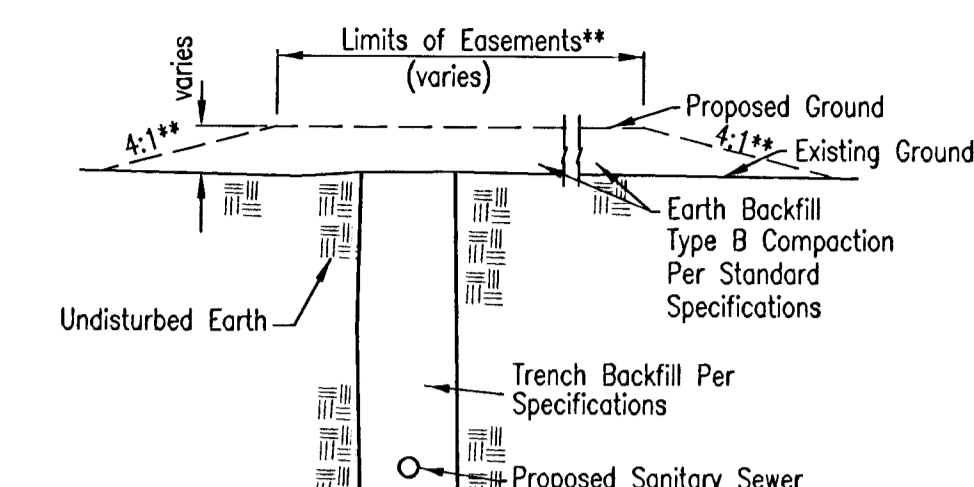 Limits of Easements**
(varies)
varies
4:1**
Proposed Ground
4:1**
Existing Ground
Earth Backfill
Type B Compaction
Per Standard
Specifications
Undisturbed Earth
Trench Backfill Per
Specifications
Proposed Sanitary Sewer